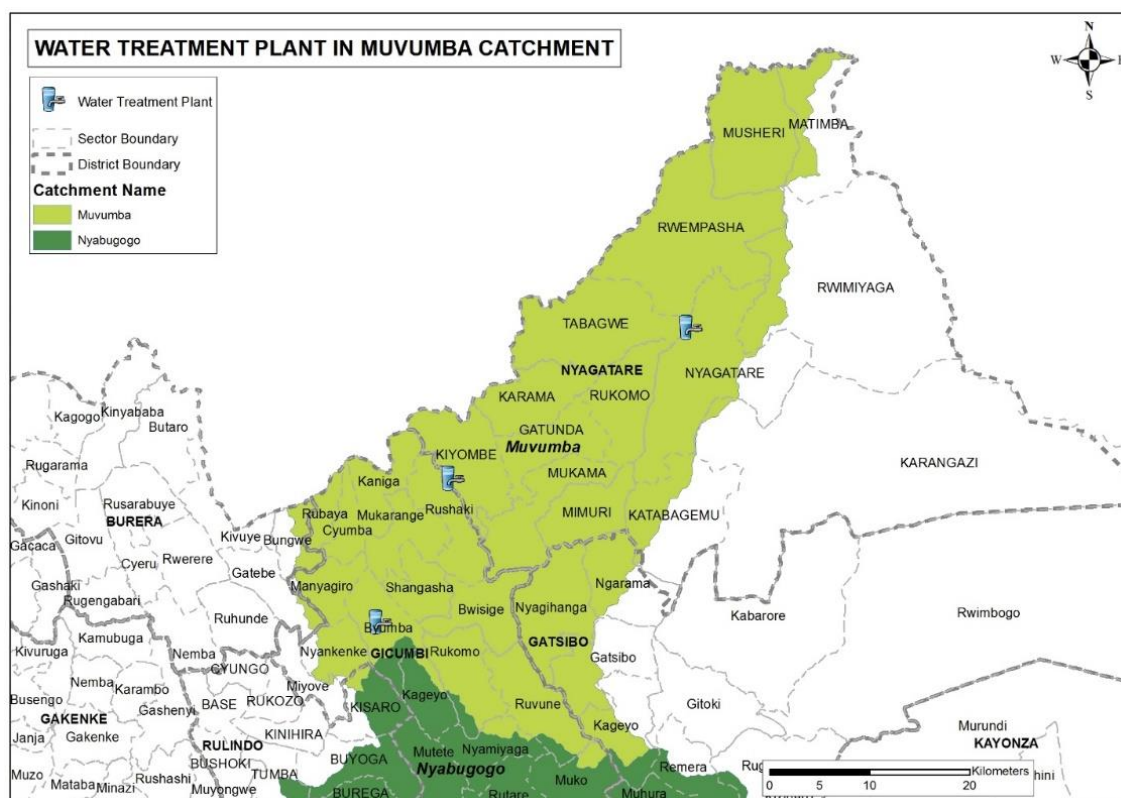 WATER TREATMENT PLANT IN MUVUMBA CATCHMENT
N
W E
S
Water Treatment Plant
Sector Boundary
District Boundary
Catchment Name
Muvumba
Nyabugogo
MUSHERI
MATIMBA
RWEMPASHA
RWIMIYAGA
TABAGWE
NYAGATARE
NYAGATARE
KARAMA
RUKOMO
GATUNDA
Muvumba
KIYOMBE
MUKAMA
KARANGAZI
Kagogo
Kinyababa
Butaro
Rugarama
Kinoni
Rusarabuye
BURERA
Kaniga
Rubaya
Mukarange
Rushaki
Cyumba
MIMURI
KATABAGEMU
Gacaca
Gitovu
Kivuye
Bungwe
Cyeru
Rwerere
Gatebe
Gashaki
Rugengabari
Manyagiro
Shangasha
Ngarama
Bwisige
Nyagihanga
Kabarore
Rwimbogo
Ruhunde
Byumba
Kamubuga
Kivuruga
Nemba
Nyankenke
GICUMBI
Rukomo
GATSIBO
Gatsibo
CYUNGO
Miyove
Nemba
Karambo
Busengo
Gashenyi
BASE
RUKOZO
KISARO
Kageyo
Ruvune
Gitoki
GAKENKE
Gakenke
Janja
KINIHIRA
RULINDO
BUSHOKI
Kageyo
Murundi
KAYONZA
Mutete
Nyamiyaga
BUYOGA
Nyabugogo
Muko
Remera
Muzo
Mataba
Minazi
Rushashi
TUMBA
Muyongwe
BUREGA
Rutare
Muhura
Kilometers
0 5 10 20